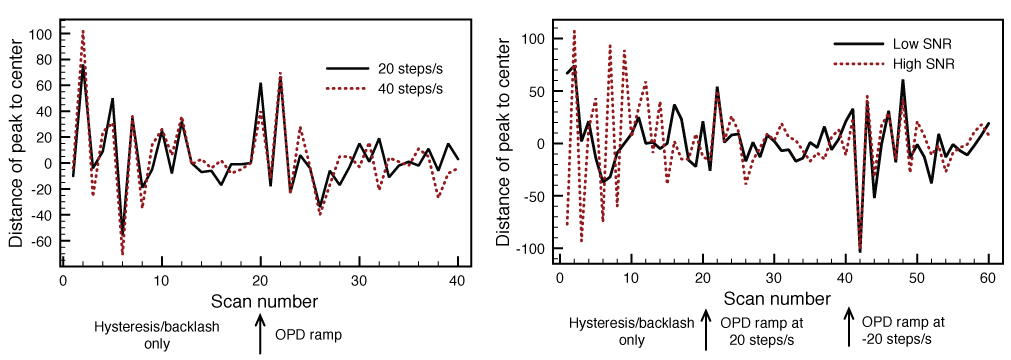 Distance of peak to center
100
80
60
40
20
0
-20
-40
-60
20 steps/s
40 steps/s
0
10
20
30
40
Scan number
Hysteresis/backlash
only
OPD ramp
Distance of peak to center
100
50
0
-50
-100
Low SNR
High SNR
0
10
20
30
40
50
60
Scan number
Hysteresis/backlash
only
OPD ramp at
20 steps/s
OPD ramp at
-20 steps/s